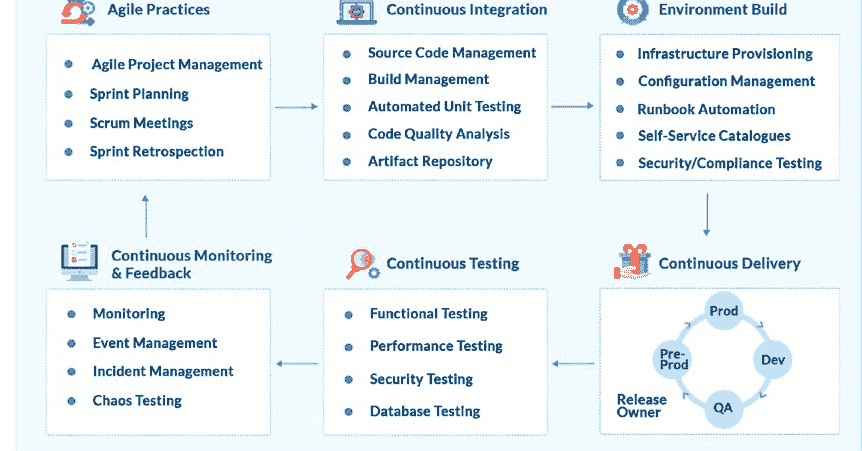 Agile Practices
Agile Project Management
Sprint Planning
Scrum Meetings
Sprint Retrospection
Continuous Integration
Source Code Management
Build Management
Automated Unit Testing
Code Quality Analysis
Artifact Repository
Environment Build
Infrastructure Provisioning
Configuration Management
Runbook Automation
Self-Service Catalogues
Security/Compliance Testing
Continuous Monitoring
& Feedback
Monitoring
Event Management
Incident Management
Chaos Testing
Continuous Testing
Functional Testing
Performance Testing
Security Testing
Database Testing
Continuous Delivery
Prod
Pre-
Prod
Dev
Release
Owner
QA